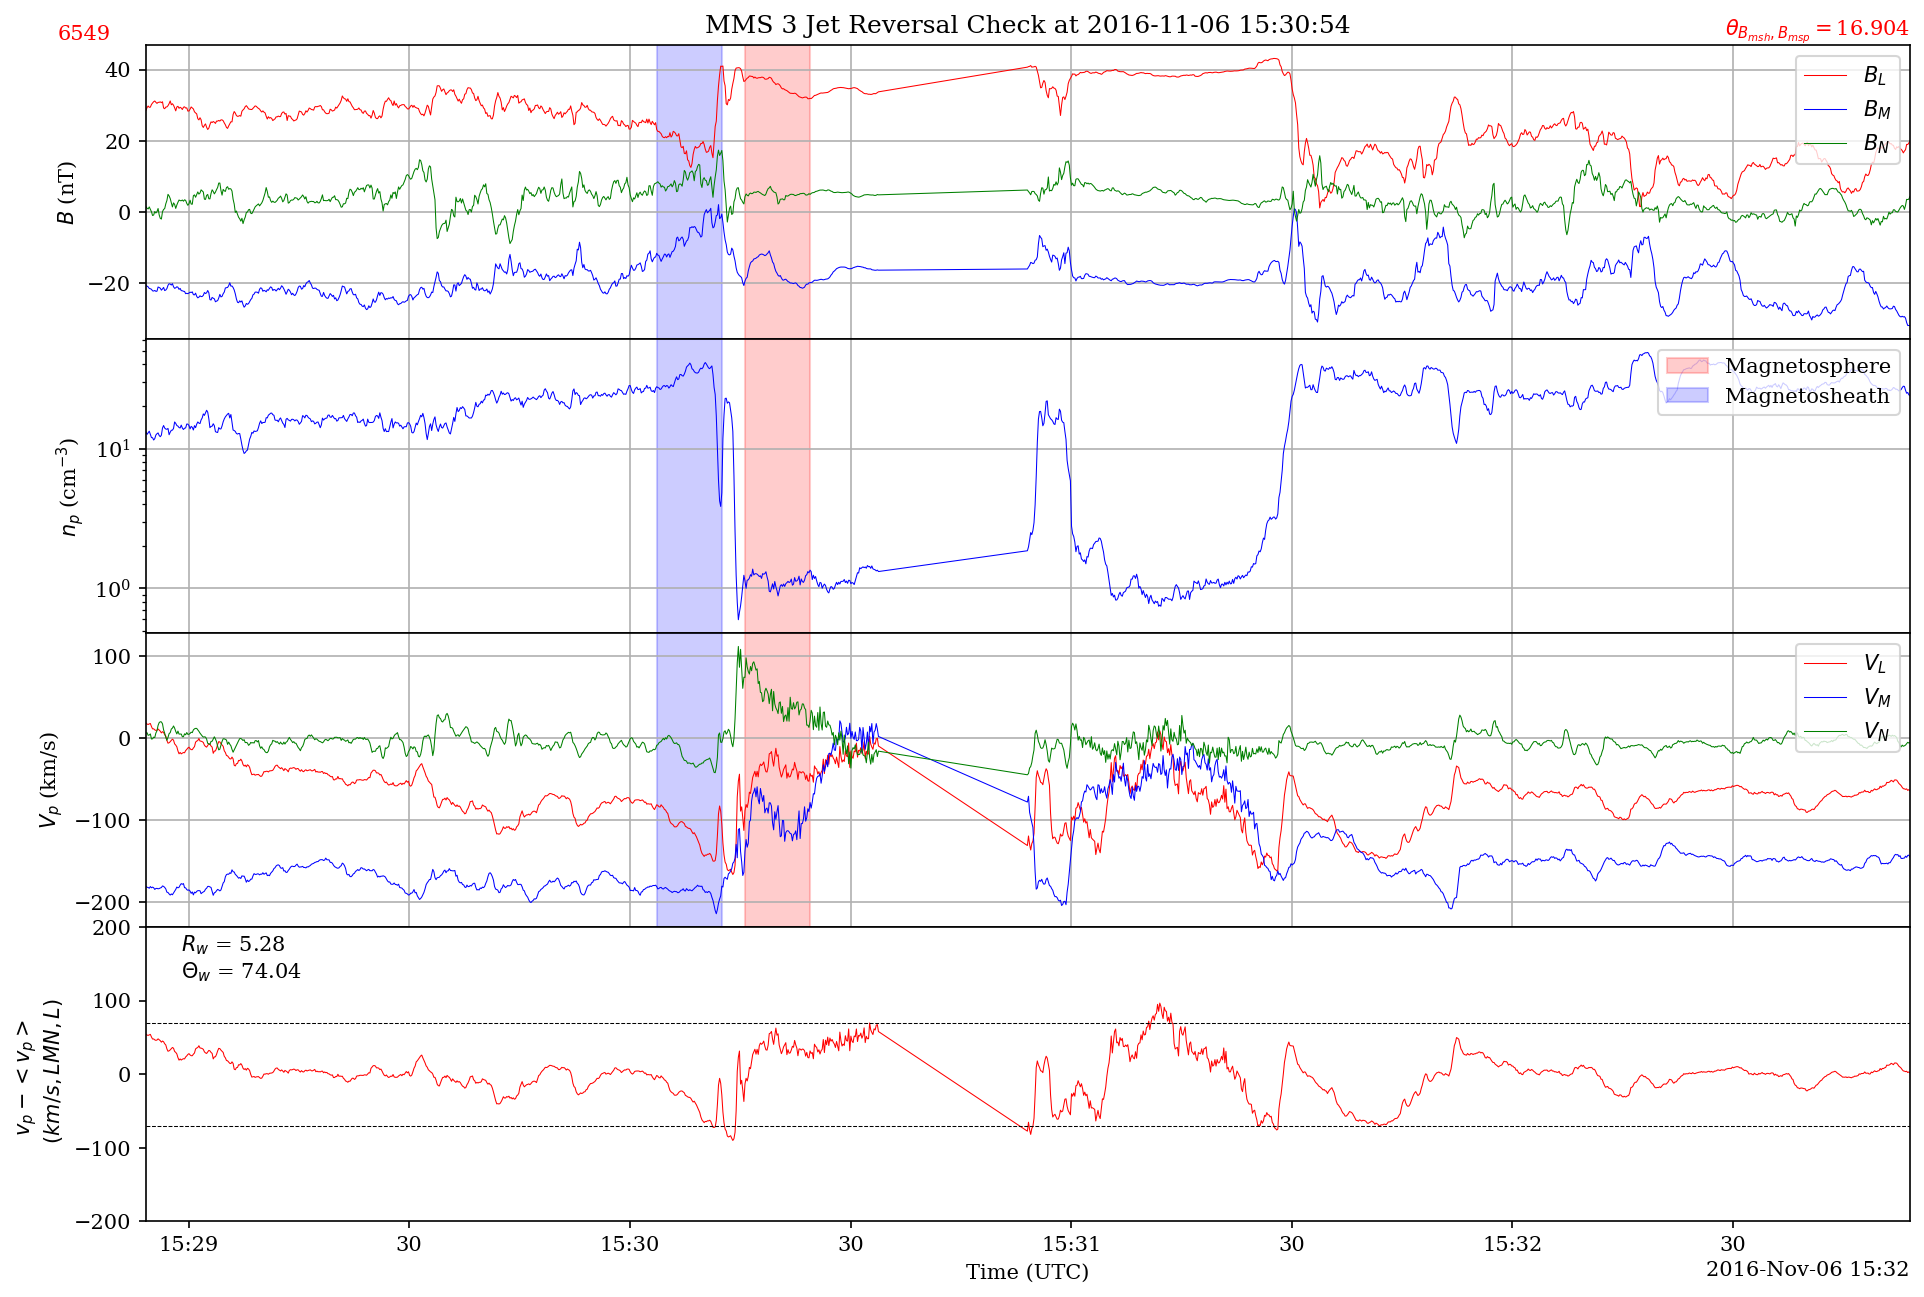 6549
MMS 3 Jet Reversal Check at 2016-11-06 15:30:54
θ_{B_{msh}, B_{msp}} = 16.904
B (nT)
40
20
0
−20
B_L
B_M
B_N
n_p (cm^{−3})
10^1
10^0
Magnetosphere
Magnetosheath
V_p (km/s)
100
0
−100
−200
V_L
V_M
V_N
v_p − < v_p >
(km/s, LMN, L)
200
100
0
−100
−200
R_w = 5.28
Θ_w = 74.04
15:29
30
15:30
30
15:31
30
15:32
30
Time (UTC)
2016-Nov-06 15:32